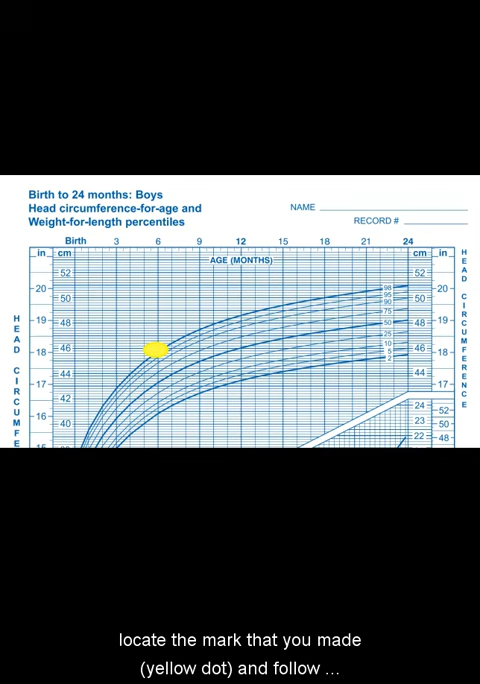 Birth to 24 months: Boys
Head circumference-for-age and
Weight-for-length percentiles
NAME
RECORD #
Birth 3 6 9 12 15 18 21 24
in cm AGE (MONTHS) cm in
52 52
20 20
50 50
19 48 48 19
18 46 46 18
17 44 44 17
16 42
40
98
95
90
75
50
25
10
5
2
24 52
23 50
22 48
HEAD CIRCUMFE
HEAD CIRCUMFERENCE
locate the mark that you made
(yellow dot) and follow ...